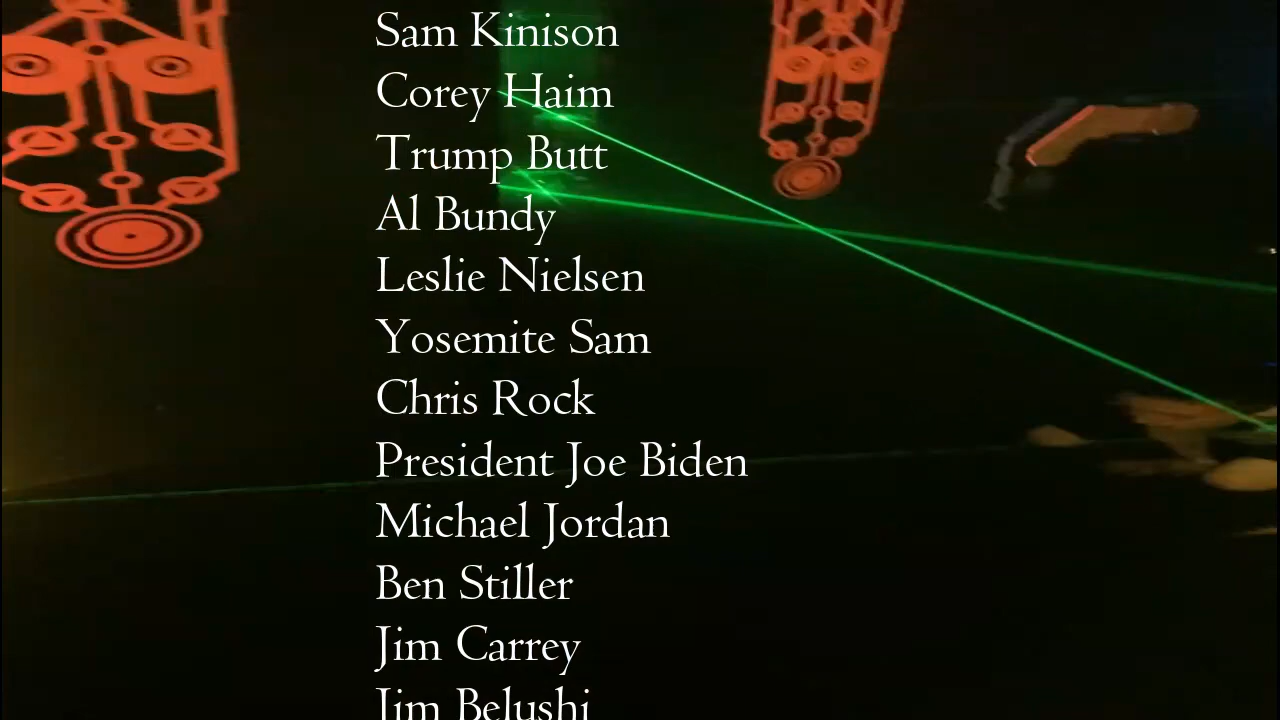 Sam Kinison
Corey Haim
Trump Butt
Al Bundy
Leslie Nielsen
Yosemite Sam
Chris Rock
President Joe Biden
Michael Jordan
Ben Stiller
Jim Carrey
Jim Belushi